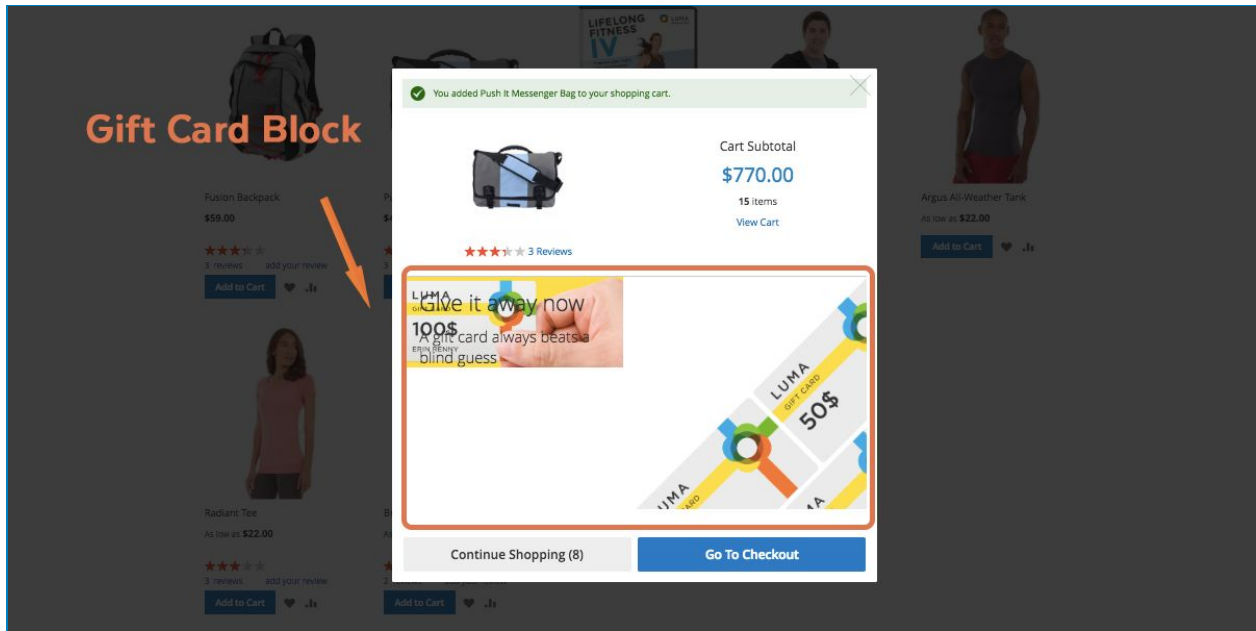 LIFELONG
FITNESS
IV
LUMA
You added Push It Messenger Bag to your shopping cart.
Gift Card Block
Cart Subtotal
$770.00
15 items
View Cart
3 Reviews
Fusion Backpack
$59.00
3 reviews add your review
Add to Cart
Argus All-Weather Tank
As low as $22.00
Add to Cart
LUMA
Give it away now
100$
A gift card always beats a
ERIN RENNY
blind guess
LUMA
GIFT CARD
50$
LUMA
Radiant Tee
As low as $22.00
3 reviews add your review
Add to Cart
Add to Cart
Continue Shopping (8)
Go To Checkout